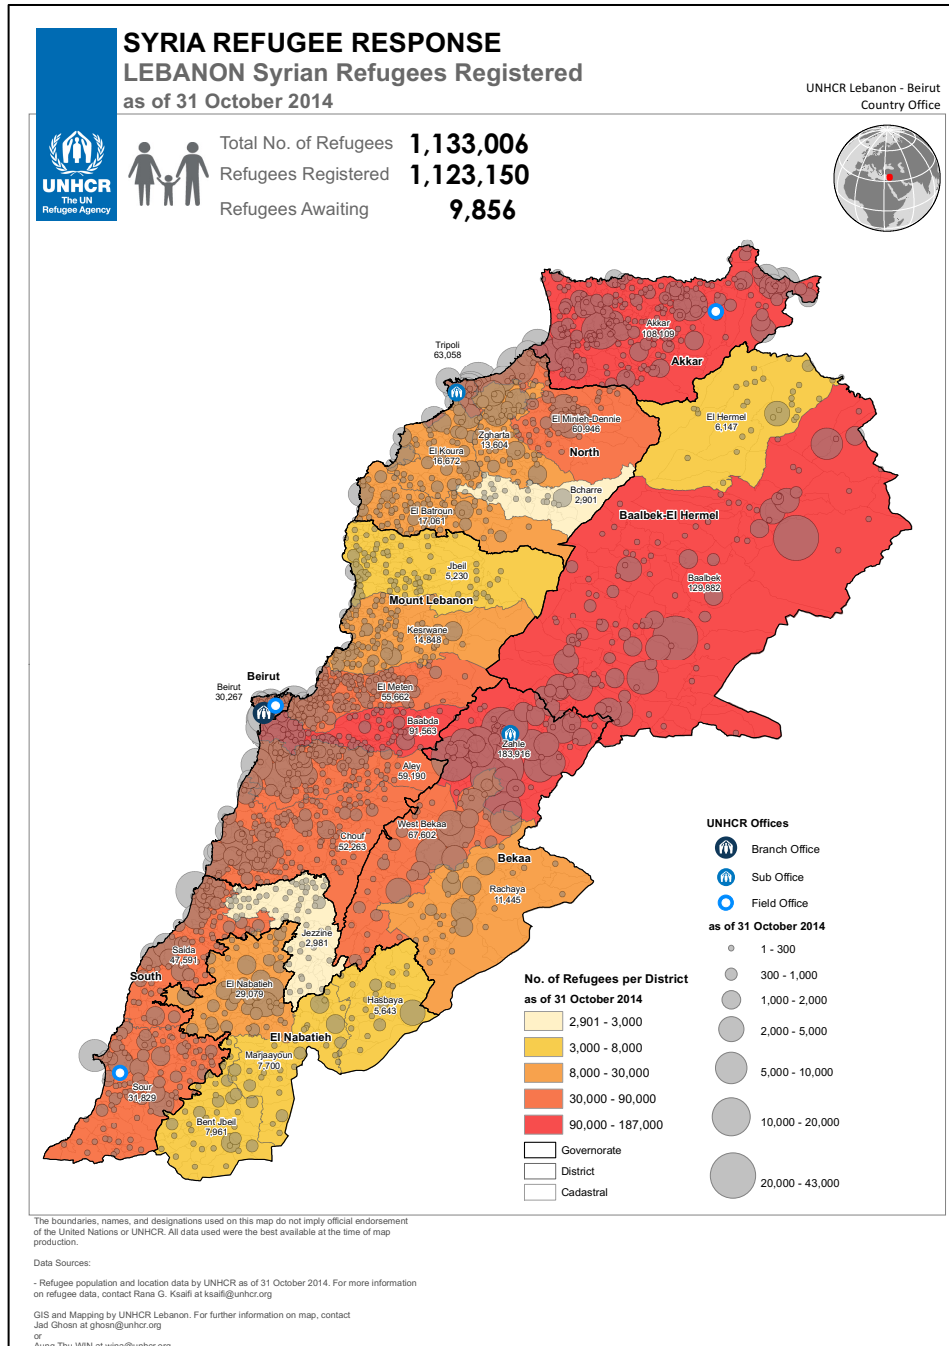 SYRIA REFUGEE RESPONSE
LEBANON Syrian Refugees Registered
as of 31 October 2014
UNHCR Lebanon - Beirut
Country Office
UNHCR
The UN
Refugee Agency
Total No. of Refugees 1,133,006
Refugees Registered 1,123,150
Refugees Awaiting 9,856
Akkar
108,109
Akkar
Tripoli
63,058
El Hermel
6,147
El Minieh-Dennie
60,946
Zgharta
13,604
El Koura
16,672
North
Bcharre
2,901
El Batroun
17,061
Baalbek-El Hermel
Jbeil
5,230
Baalbek
129,882
Mount Lebanon
Kesrwane
14,848
Beirut
Beirut
30,267
El Meten
55,662
Baabda
91,563
Zahle
183,916
Aley
59,190
West Bekaa
67,602
Chouf
52,263
Bekaa
Rachaya
11,445
Jezzine
2,981
Saida
47,591
South
El Nabatieh
29,079
Hasbaya
5,643
El Nabatieh
Marjaayoun
7,700
Sour
31,829
Bent Jbeil
7,961
UNHCR Offices
Branch Office
Sub Office
Field Office
as of 31 October 2014
1 - 300
300 - 1,000
1,000 - 2,000
2,000 - 5,000
5,000 - 10,000
10,000 - 20,000
20,000 - 43,000
No. of Refugees per District
as of 31 October 2014
2,901 - 3,000
3,000 - 8,000
8,000 - 30,000
30,000 - 90,000
90,000 - 187,000
Governorate
District
Cadastral
The boundaries, names, and designations used on this map do not imply official endorsement
of the United Nations or UNHCR. All data used were the best available at the time of map
production.
Data Sources:
- Refugee population and location data by UNHCR as of 31 October 2014. For more information
on refugee data, contact Rana G. Ksaifi at ksaifi@unhcr.org
GIS and Mapping by UNHCR Lebanon. For further information on map, contact
Jad Ghosn at ghosn@unhcr.org
or
Aung Thu WIN at wina@unhcr.org